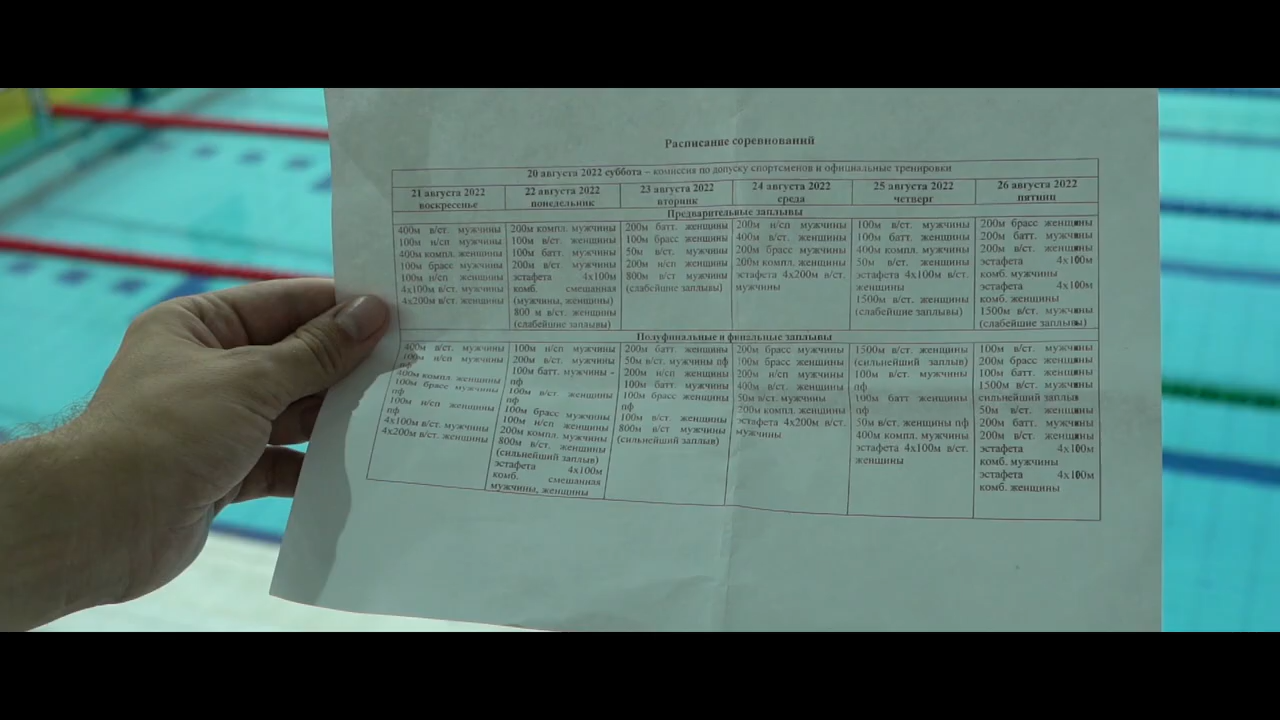 Расписание соревнований
20 августа 2022 суббота – комиссия по допуску спортсменов и официальные тренировки
21 августа 2022
воскресенье
22 августа 2022
понедельник
23 августа 2022
вторник
24 августа 2022
среда
25 августа 2022
четверг
26 августа 2022
пятниц
Предварительные заплывы
400м в/ст. мужчины
100м н/сп мужчины
400м компл. женщины
100м брасс мужчины
100м н/сп женщины
4х100м в/ст. мужчины
4х200м в/ст. женщины
200м компл. мужчины
100м в/ст. женщины
100м батт. мужчины
200м в/ст. мужчины
эстафета 4х100м
комб. смешанная
(мужчины, женщины)
800 м в/ст. женщины
(слабейшие заплывы)
200м батт. женщины
100м брасс женщины
50м в/ст. мужчины
200м н/сп женщины
800м в/ст мужчины
(слабейшие заплывы)
200м н/сп мужчины
400м в/ст. женщины
200м брасс мужчины
200м компл. женщины
эстафета 4х200м в/ст.
мужчины
100м в/ст. мужчины
100м батт. женщины
400м компл. мужчины
50м в/ст. женщины
эстафета 4х100м в/ст.
женщины
1500м в/ст. женщины
(слабейшие заплывы)
200м брасс женщины
200м батт. мужчины
200м в/ст. женщины
эстафета 4х100м
комб. мужчины
эстафета 4х100м
комб. женщины
1500м в/ст. мужчины
(слабейшие заплывы)
Полуфинальные и финальные заплывы
400м в/ст. мужчины
100м н/сп мужчины
пф
400м компл женщины
100м брасс мужчины
пф
100м н/сп женщины
пф
4х100м в/ст. мужчины
4х200м в/ст. женщины
100м н/сп мужчины
200м в/ст. мужчины
100м батт. мужчины -
пф
100м в/ст. женщины
пф
100м брасс мужчины
100м н/сп женщины
200м компл. мужчины
800м в/ст. женщины
(сильнейший заплыв)
эстафета 4х100м
комб. смешанная
мужчины, женщины
200м батт. женщины
50м в/ст. мужчины пф
200м н/сп женщины
100м батт. мужчины
100м брасс женщины
пф
100м в/ст женщины
800м в/ст мужчины
(сильнейший заплыв)
200м брасс мужчины
100м брасс женщины
200м н/сп мужчины
400м в/ст. женщины
50м в/ст. мужчины
200м компл. женщины
эстафета 4х200м в/ст.
мужчины
1500м в/ст. женщины
(сильнейший заплыв)
100м в/ст. мужчины
пф
100м батт женщины
пф
50м в/ст. женщины пф
400м компл. мужчины
эстафета 4х100м в/ст.
женщины
100м в/ст. мужчины
200м брасс женщины
100м батт. женщины
1500м в/ст мужчины
сильнейший заплыв
50м в/ст. женщины
200м батт. мужчины
200м в/ст. женщины
эстафета 4х100м
комб. мужчины
эстафета 4х100м
комб. женщины